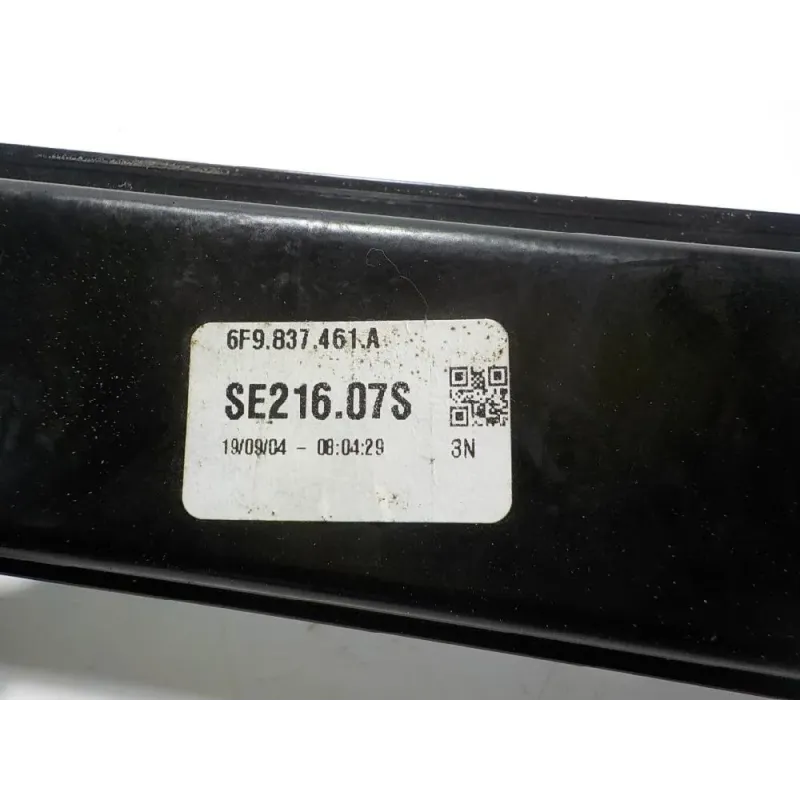 6F9.837.461.A
SE216.07S
19/09/04 - 08:04:29
3N